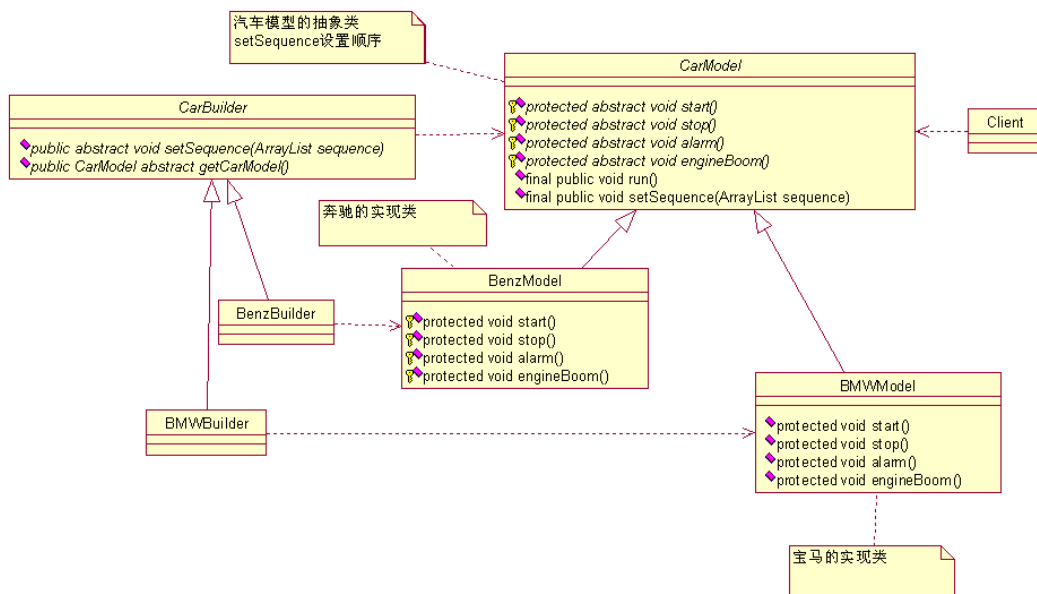 汽车模型的抽象类
setSequence设置顺序
CarModel
protected abstract void start()
protected abstract void stop()
protected abstract void alarm()
protected abstract void engineBoom()
final public void run()
final public void setSequence(ArrayList sequence)
CarBuilder
public abstract void setSequence(ArrayList sequence)
public CarModel abstract getCarModel()
Client
奔驰的实现类
BenzModel
protected void start()
protected void stop()
protected void alarm()
protected void engineBoom()
BenzBuilder
BMWModel
protected void start()
protected void stop()
protected void alarm()
protected void engineBoom()
BMWBuilder
宝马的实现类